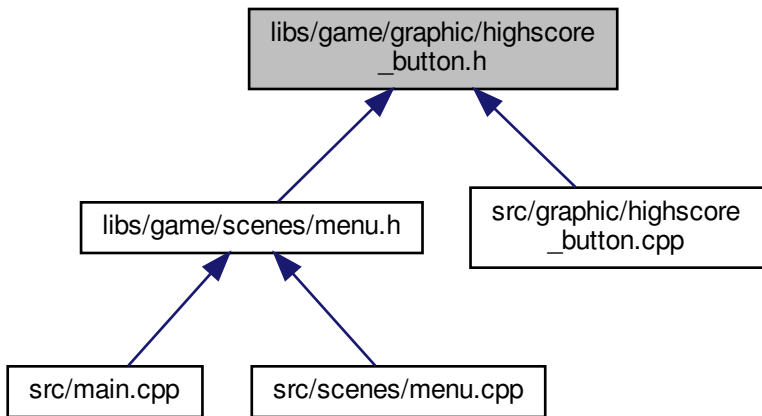 libs/game/graphic/highscore
_button.h
libs/game/scenes/menu.h
src/graphic/highscore
_button.cpp
src/main.cpp
src/scenes/menu.cpp